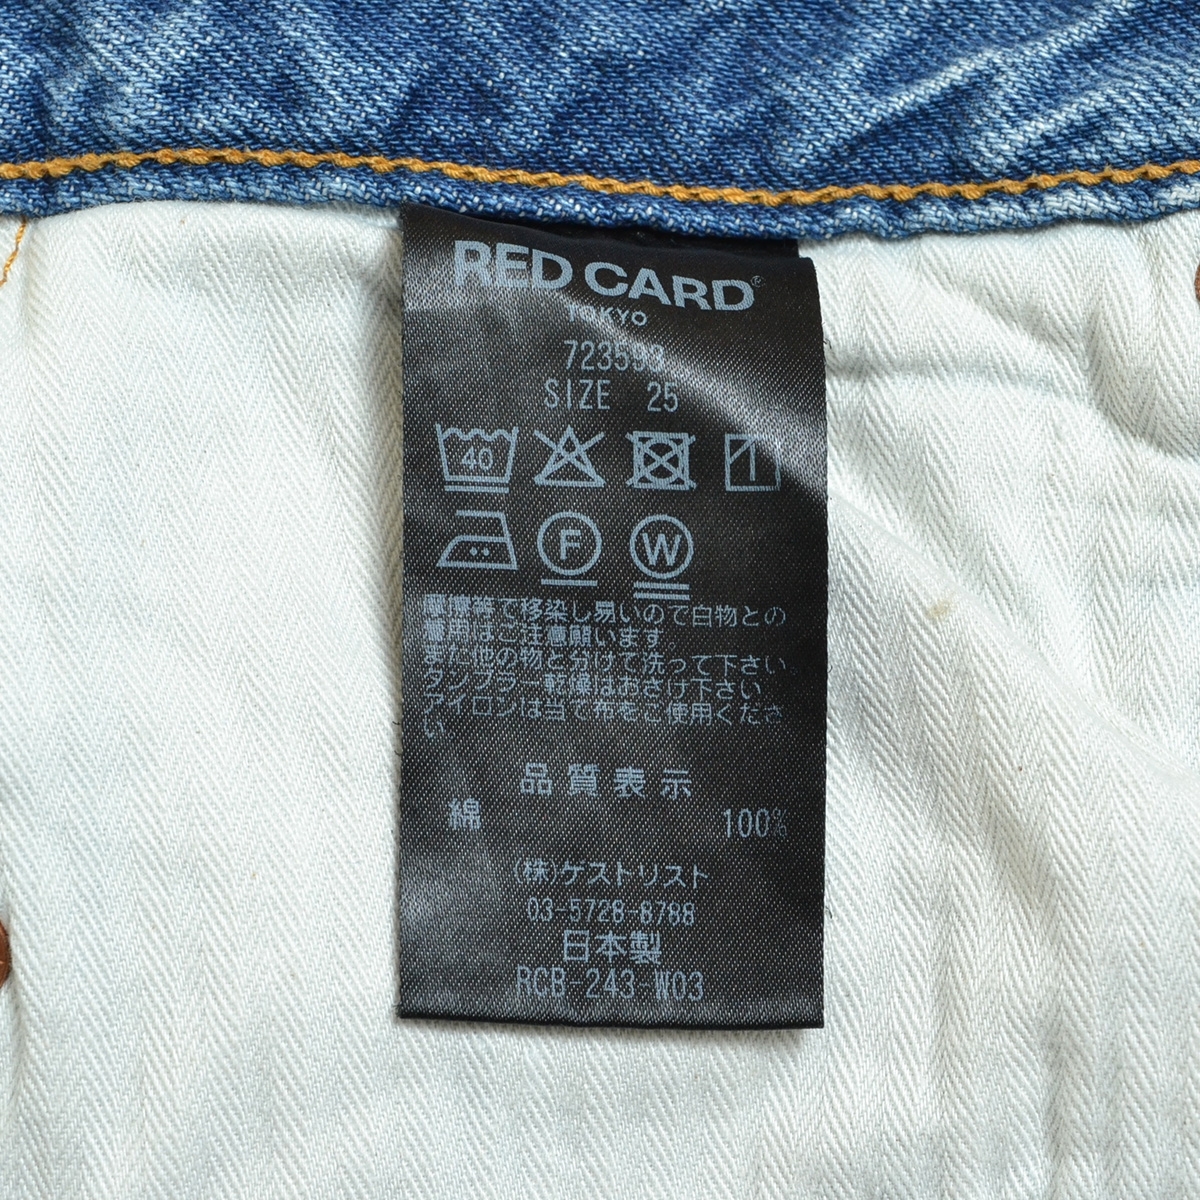 RED CARD®
TOKYO
SIZE 25
40
F W
摩擦等で移染し易いので白物との
着用はご注意願います。
また他の物と分けて洗って下さい
タンブラー乾燥はおさけ下さい
アイロンは当て布をご使用くださ
い
品質表示
綿 100%
(株)ゲストリスト
03-5728-8788
日本製
RCB-243-W03